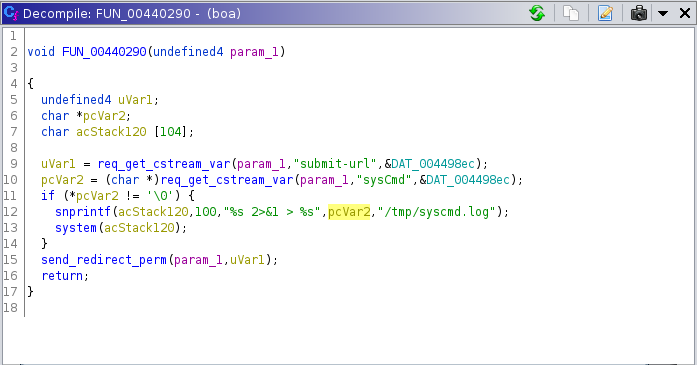 Decompile: FUN_00440290 - (boa)
1
2 void FUN_00440290(undefined4 param_1)
3
4 {
5 undefined4 uVar1;
6 char *pcVar2;
7 char acStack120 [104];
8
9 uVar1 = req_get_cstream_var(param_1,"submit-url",&DAT_004498ec);
10 pcVar2 = (char *)req_get_cstream_var(param_1,"sysCmd",&DAT_004498ec);
11 if (*pcVar2 != '\0') {
12 snprintf(acStack120,100,"%s 2>&1 > %s",pcVar2,"/tmp/syscmd.log");
13 system(acStack120);
14 }
15 send_redirect_perm(param_1,uVar1);
16 return;
17 }
18